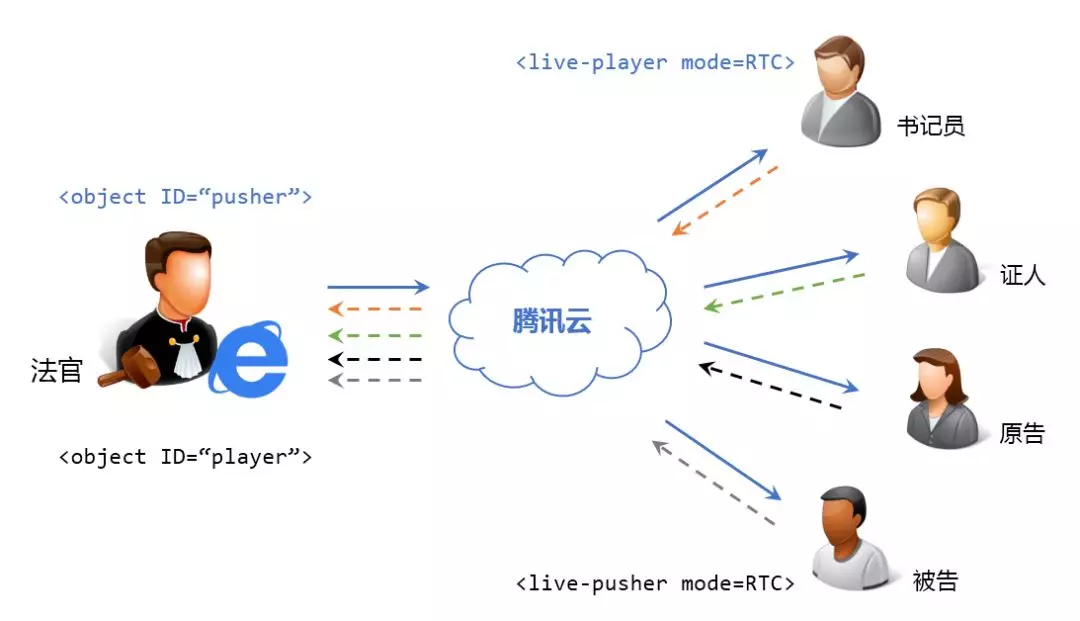 <live-player mode=RTC>
书记员
<object ID=“pusher”>
证人
腾讯云
法官
原告
<object ID=“player”>
<live-pusher mode=RTC>
被告